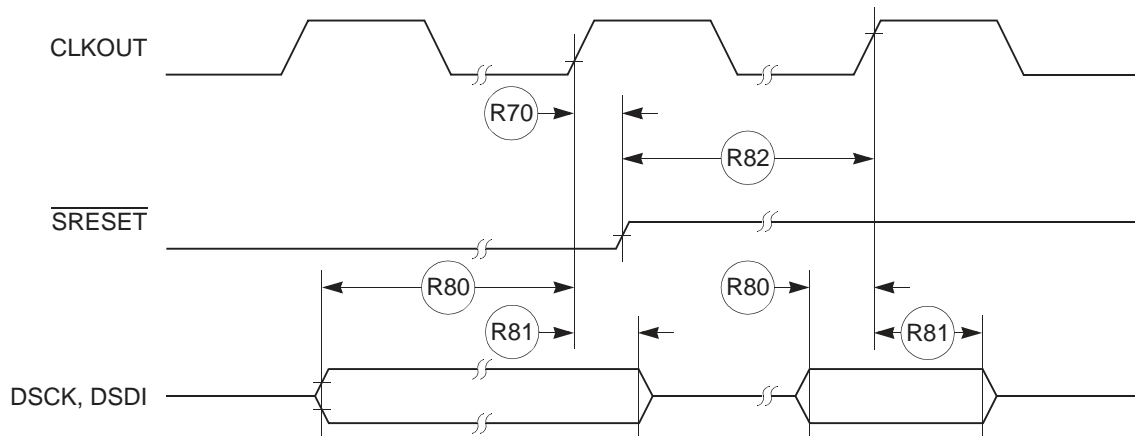 CLKOUT
R70
R82
SRESET
R80
R80
R81
R81
DSCK, DSDI